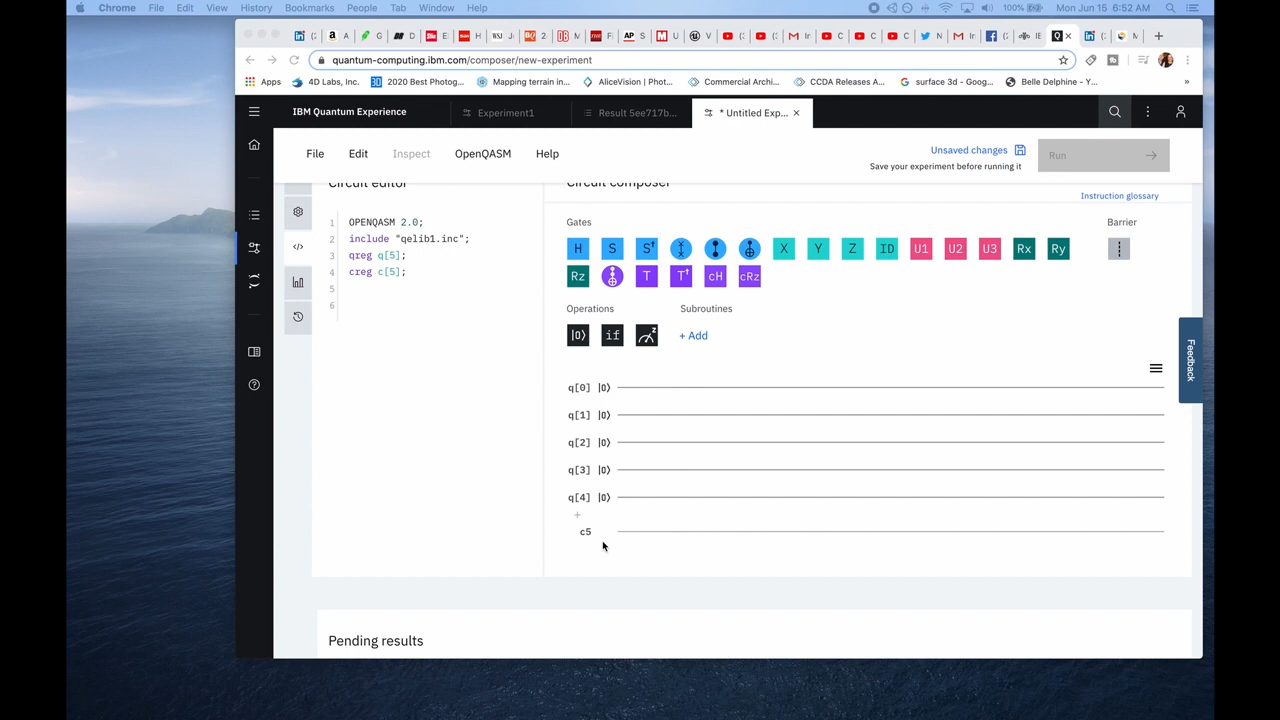 Chrome File Edit View History Bookmarks People Tab Window Help 100% Mon Jun 15 6:52 AM
quantum-computing.ibm.com/composer/new-experiment
Apps 4D Labs, Inc. 2020 Best Photog... Mapping terrain in... AliceVision | Phot... Commercial Archi... CCDA Releases A... surface 3d - Goog... Belle Delphine - Y... »
IBM Quantum Experience Experiment1 Result 5ee717b... * Untitled Exp... ×
File Edit Inspect OpenQASM Help Unsaved changes Run
Save your experiment before running it
Circuit editor Circuit composer
Instruction glossary
Gates Barrier
1 OPENQASM 2.0;
2 include "qelib1.inc";
3 qreg q[5];
4 creg c[5];
5
6
H S S† X Y Z ID U1 U2 U3 Rx Ry
Rz T T† cH cRz
Operations Subroutines
|0⟩ if z + Add
q[0] |0⟩
q[1] |0⟩
q[2] |0⟩
q[3] |0⟩
q[4] |0⟩
+
c5
Feedback
Pending results